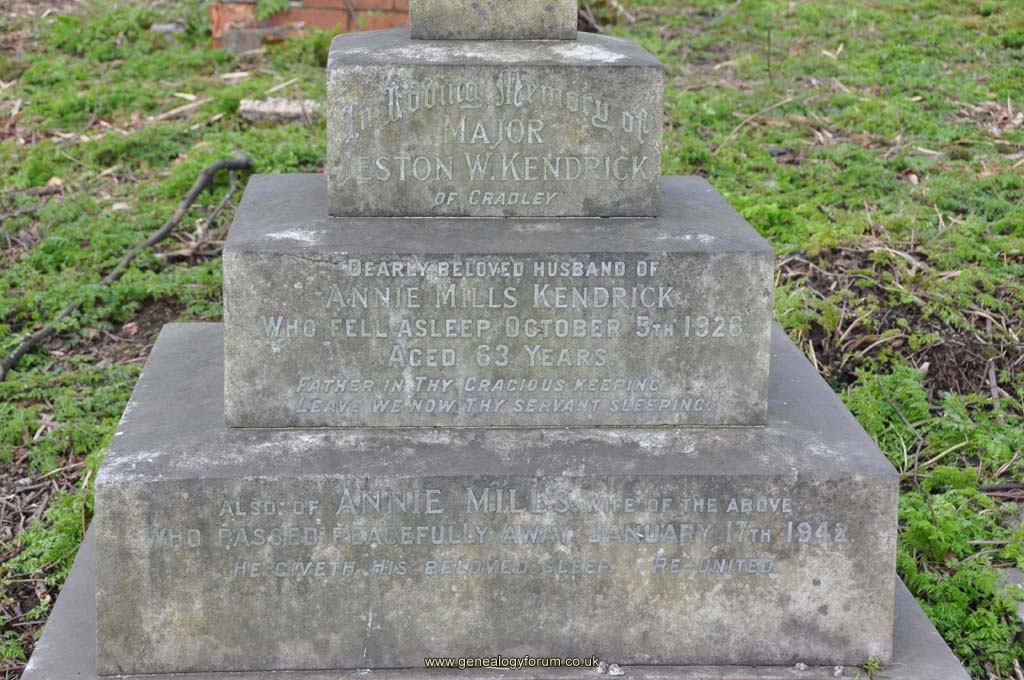 In Loving Memory of
MAJOR
JESTON W. KENDRICK
OF CRADLEY
DEARLY BELOVED HUSBAND OF
ANNIE MILLS KENDRICK
WHO FELL ASLEEP OCTOBER 5TH 1926
AGED 63 YEARS.
FATHER IN THY GRACIOUS KEEPING
LEAVE WE NOW THY SERVANT SLEEPING.
ALSO, OF ANNIE MILLS WIFE OF THE ABOVE
WHO PASSED PEACEFULLY AWAY JANUARY 17TH 1942
HE GIVETH HIS BELOVED SLEEP. RE-UNITED.
www.genealogyforum.co.uk